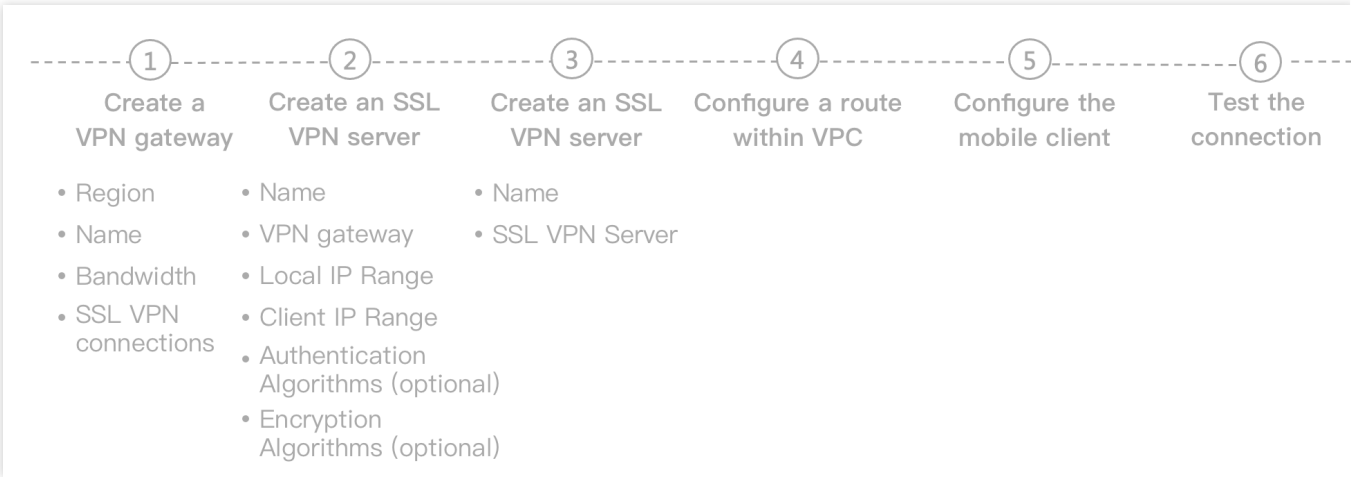 1
Create a
VPN gateway
• Region
• Name
• Bandwidth
• SSL VPN
connections
2
Create an SSL
VPN server
• Name
• VPN gateway
• Local IP Range
• Client IP Range
• Authentication
Algorithms (optional)
• Encryption
Algorithms (optional)
3
Create an SSL
VPN server
• Name
• SSL VPN Server
4
Configure a route
within VPC
5
Configure the
mobile client
6
Test the
connection